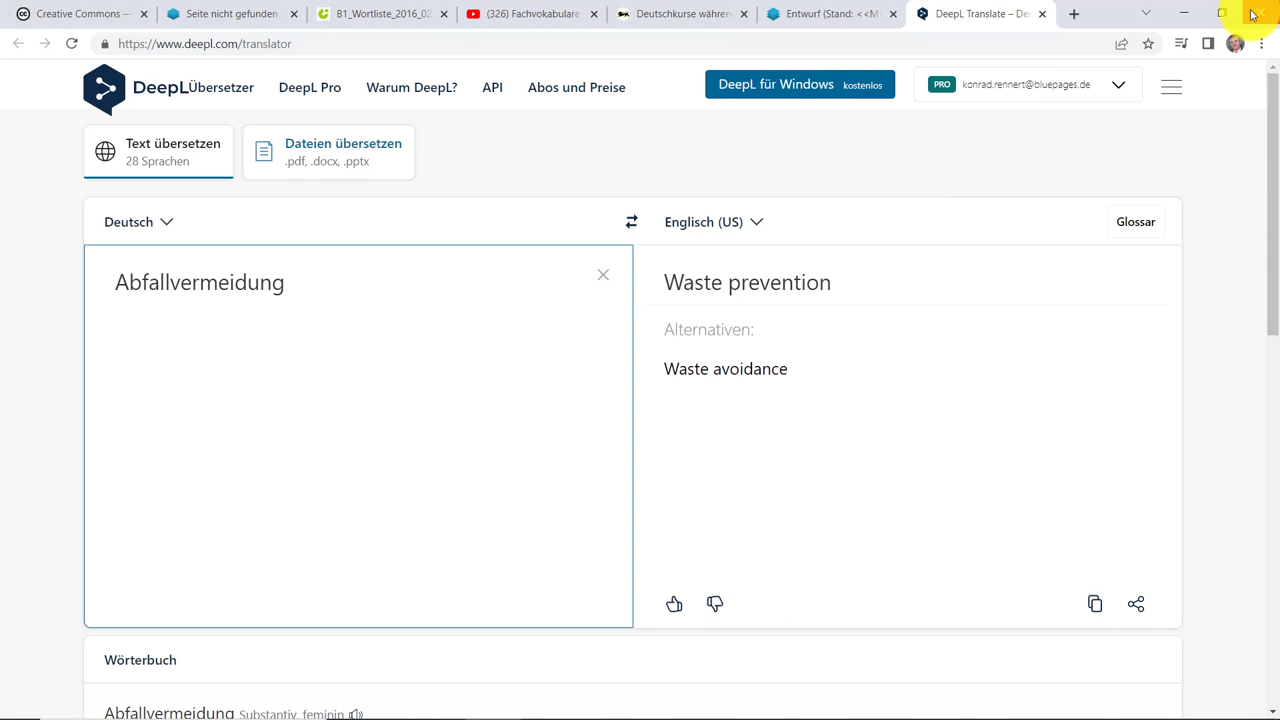 Creative Commons —
Seite nicht gefunden
B1_Wortliste_2016_02
(326) Fachvokabulare
Deutschkurse währen
Entwurf (Stand: <<M
DeepL Translate – De
https://www.deepl.com/translator
DeepL
Übersetzer
DeepL Pro
Warum DeepL?
API
Abos und Preise
DeepL für Windows kostenlos
PRO konrad.rennert@bluepages.de
Text übersetzen
28 Sprachen
Dateien übersetzen
.pdf, .docx, .pptx
Deutsch
Englisch (US)
Glossar
Abfallvermeidung
Waste prevention
Alternativen:
Waste avoidance
Wörterbuch
Abfallvermeidung Substantiv, feminin